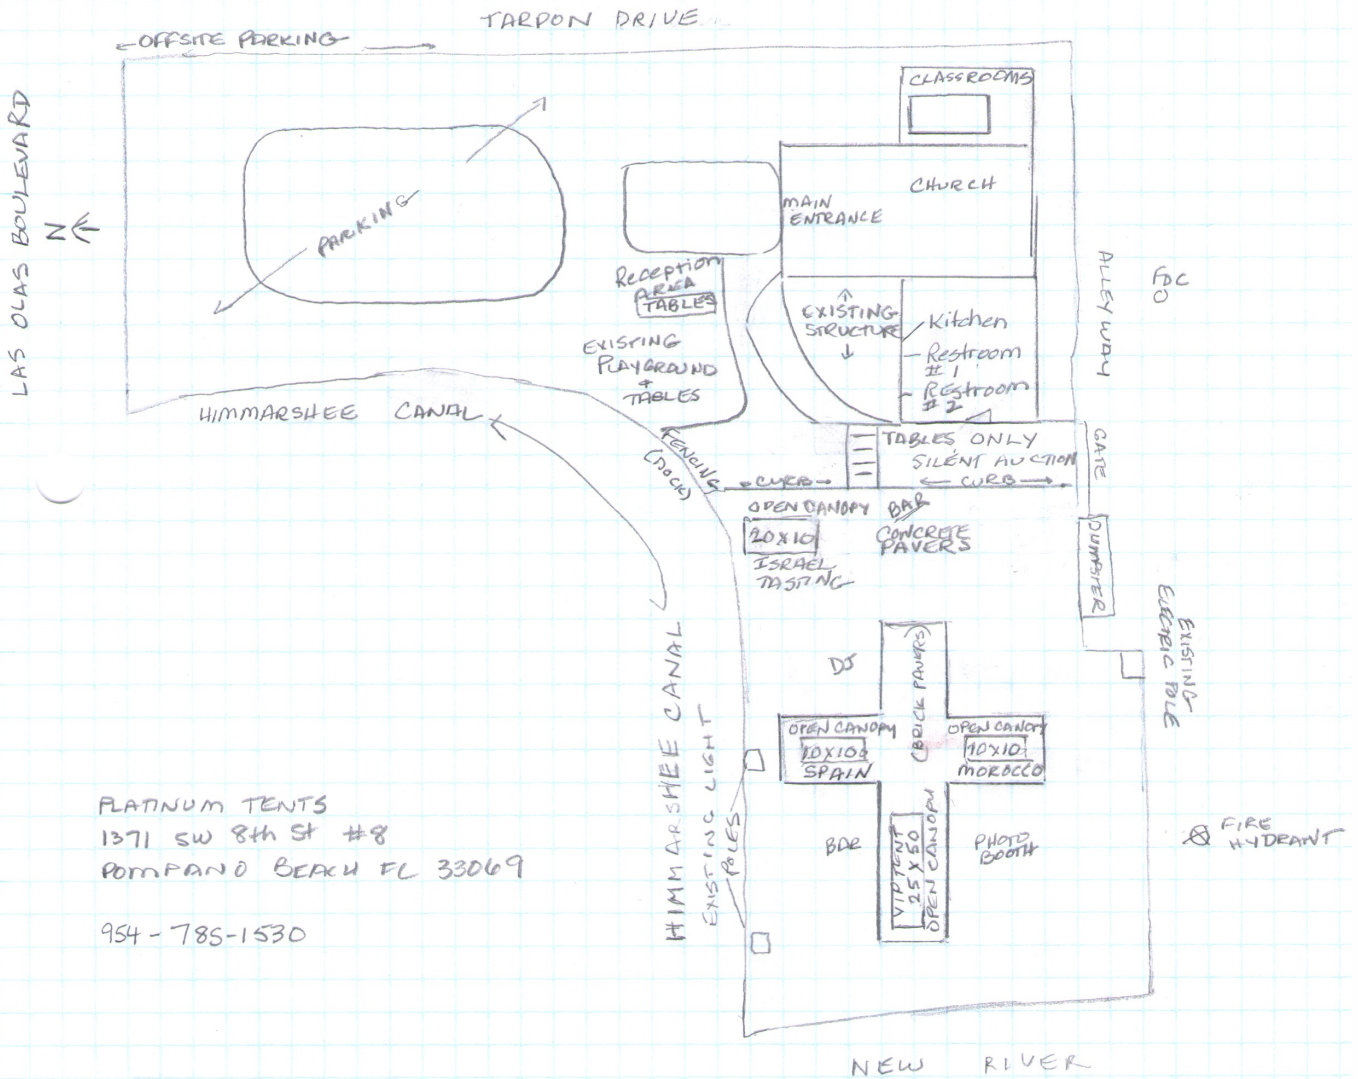 TARPON DRIVE
OFFSITE PARKING
LAS OLAS BOULEVARD
N
PARKING
CLASSROOMS
CHURCH
MAIN
ENTRANCE
Reception
AREA
TABLES
EXISTING
STRUCTURE
Kitchen
Restroom
# 1
Restroom
# 2
ALLEYWAY
FDC
EXISTING
PLAYGROUND
+
TABLES
HIMMARSHEE CANAL
FENCING
(DOCK)
TABLES ONLY
SILENT AUCTION
GATE
CURB
CURB
OPEN CANOPY
20X10
ISRAEL
TASTING
BAR
CONCRETE
PAVERS
DUMPSTER
EXISTING
ELECTRIC POLE
DJ
(BRICK PAVERS)
OPEN CANOPY
10X10
SPAIN
OPEN CANOPY
10X10
MOROCCO
HIMMARSHEE CANAL
EXISTING LIGHT
POLES
BAR
VIP TENT
25 X 50
OPEN CANOPY
PHOTO
BOOTH
FIRE
HYDRANT
PLATINUM TENTS
1371 SW 8th St #8
POMPANO BEACH FL 33069
954-785-1530
NEW RIVER